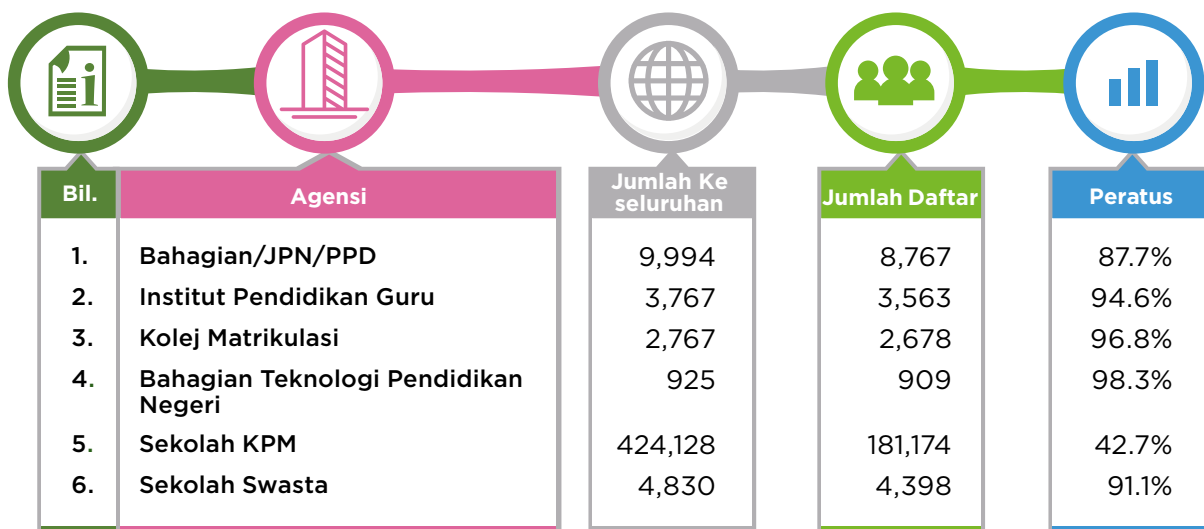 Bil. Agensi Jumlah Ke seluruhan Jumlah Daftar Peratus
1. Bahagian/JPN/PPD 9,994 8,767 87.7%
2. Institut Pendidikan Guru 3,767 3,563 94.6%
3. Kolej Matrikulasi 2,767 2,678 96.8%
4. Bahagian Teknologi Pendidikan 925 909 98.3%
Negeri
5. Sekolah KPM 424,128 181,174 42.7%
6. Sekolah Swasta 4,830 4,398 91.1%